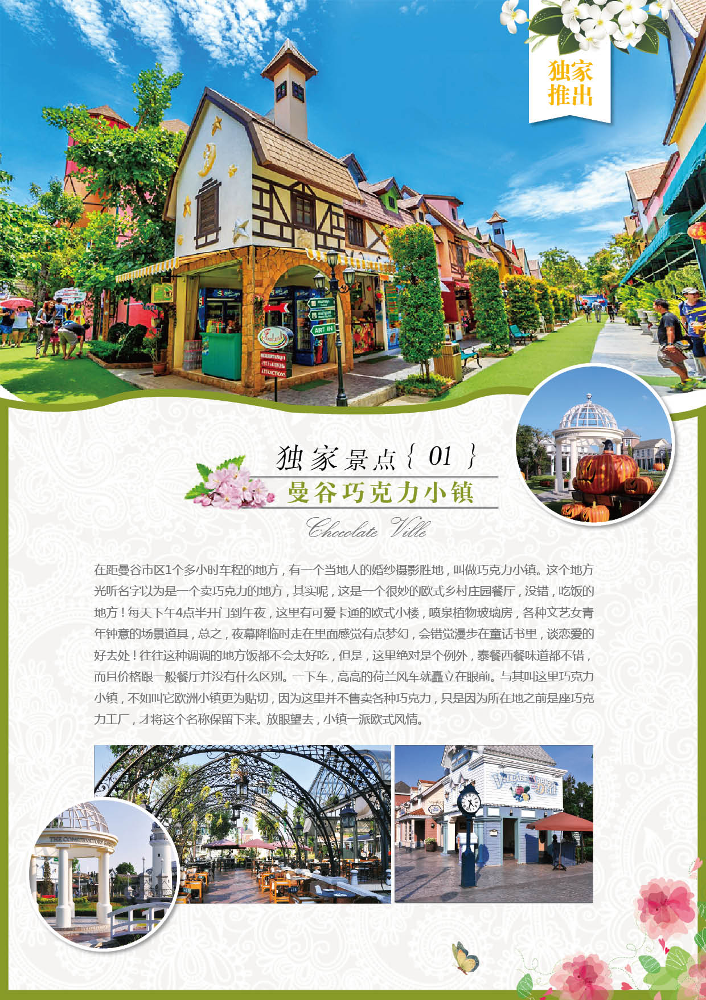 独家
推出
ART IN
ATTRACTIONS
独家景点{ 01 }
曼谷巧克力小镇
Chocolate Ville
在距曼谷市区1个多小时车程的地方，有一个当地人的婚纱摄影胜地，叫做巧克力小镇。这个地方
光听名字以为是一个卖巧克力的地方，其实呢，这是一个很妙的欧式乡村庄园餐厅，没错，吃饭的
地方！每天下午4点半开门到午夜，这里有可爱卡通的欧式小楼，喷泉植物玻璃房，各种文艺女青
年钟意的场景道具，总之，夜幕降临时走在里面感觉有点梦幻，会错觉漫步在童话书里，谈恋爱的
好去处！往往这种调调的地方饭都不会太好吃，但是，这里绝对是个例外，泰餐西餐味道都不错，
而且价格跟一般餐厅并没有什么区别。一下车，高高的荷兰风车就矗立在眼前。与其叫这里巧克力
小镇，不如叫它欧洲小镇更为贴切，因为这里并不售卖各种巧克力，只是因为所在地之前是座巧克
力工厂，才将这个名称保留下来。放眼望去，小镇一派欧式风情。
THE CONSERVATORY